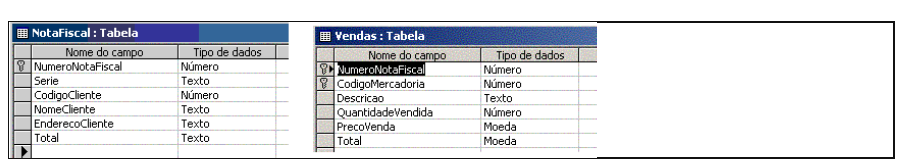 NotaFiscal : Tabela
Nome do campo Tipo de dados
NumeroNotaFiscal Número
Serie Texto
CodigoCliente Número
NomeCliente Texto
EnderecoCliente Texto
Total Texto
Vendas : Tabela
Nome do campo Tipo de dados
NumeroNotaFiscal Número
CodigoMercadoria Número
Descricao Texto
QuantidadeVendida Número
PrecoVenda Moeda
Total Moeda